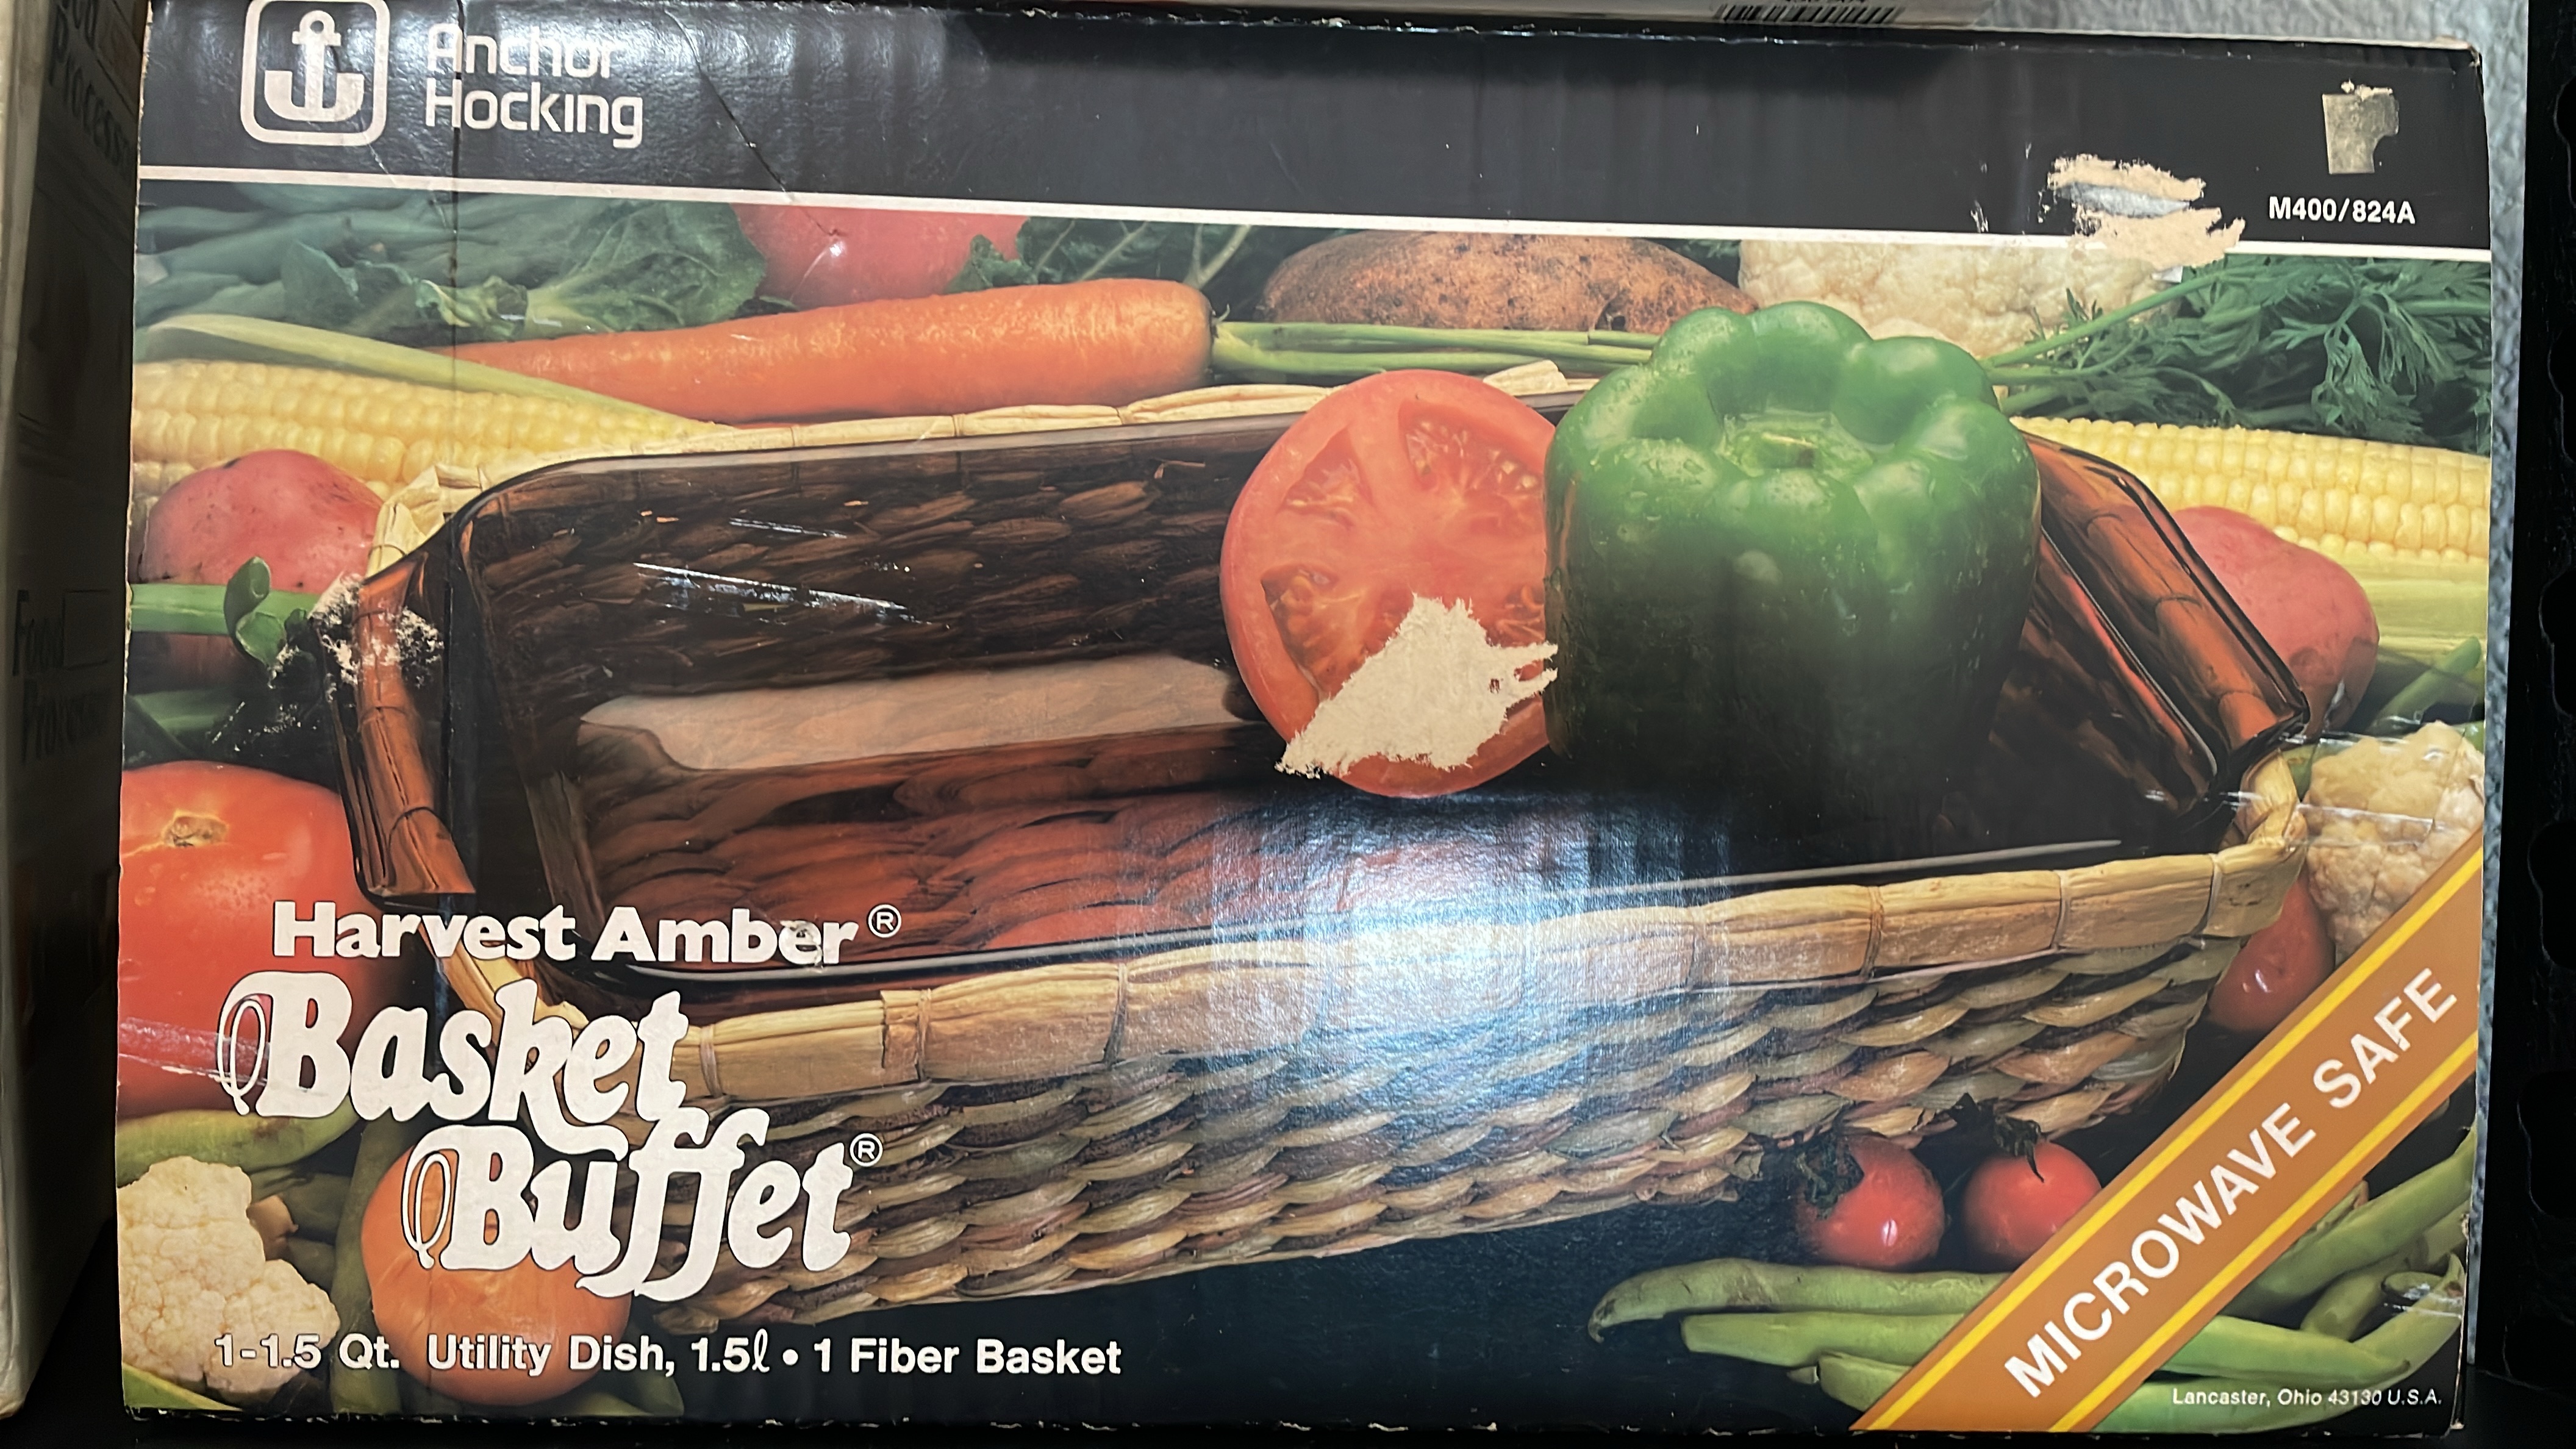 Anchor
Hocking
M400/824A
Harvest Amber®
Basket
Buffet®
1-1.5 Qt. Utility Dish, 1.5ℓ • 1 Fiber Basket
MICROWAVE SAFE
Lancaster, Ohio 43130 U.S.A.
Food